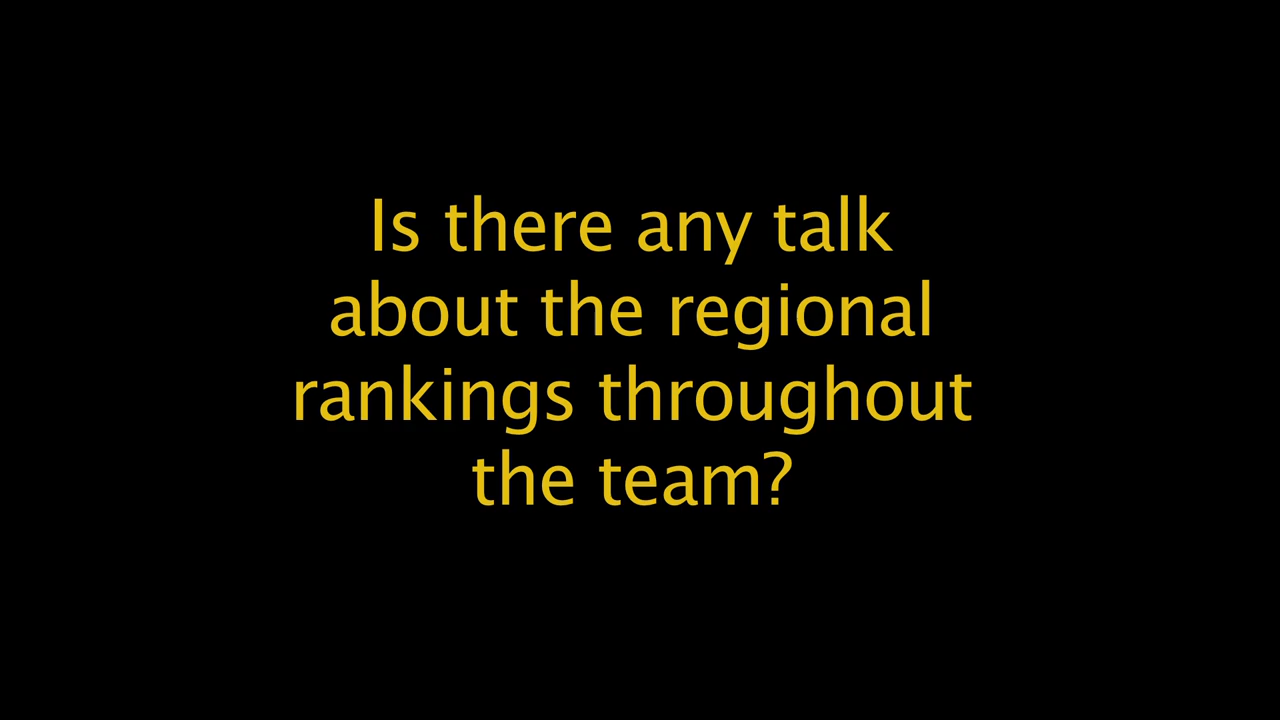 Is there any talk
about the regional
rankings throughout
the team?